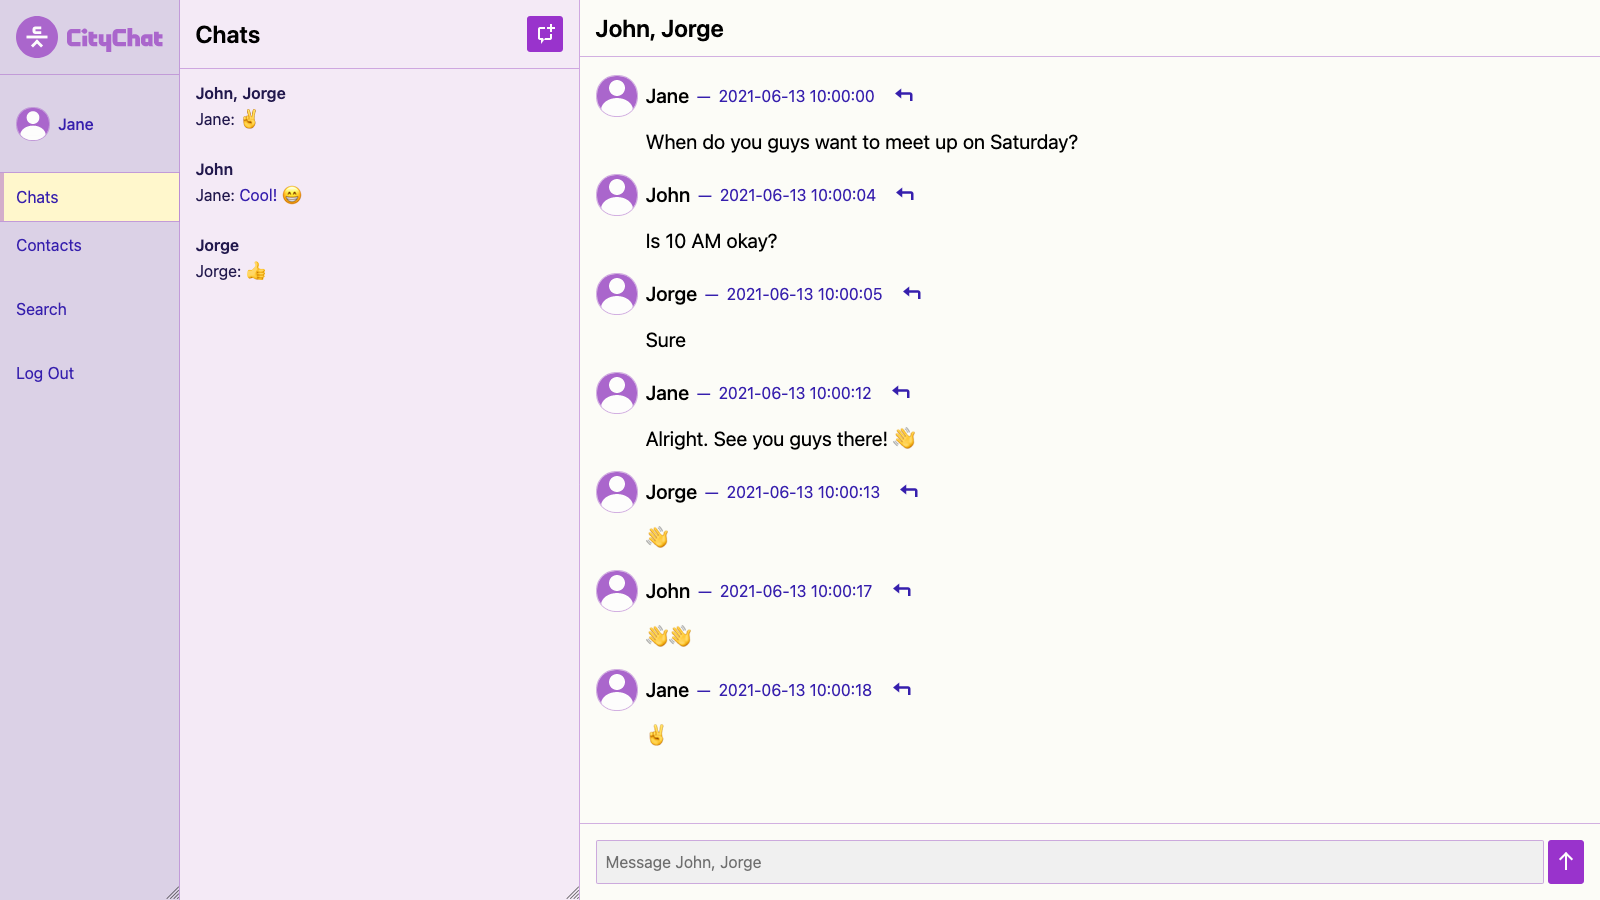 CityChat
Jane
Chats
Contacts
Search
Log Out
Chats
John, Jorge
Jane: ✌️
John
Jane: Cool! 😁
Jorge
Jorge: 👍
John, Jorge
Jane — 2021-06-13 10:00:00
When do you guys want to meet up on Saturday?
John — 2021-06-13 10:00:04
Is 10 AM okay?
Jorge — 2021-06-13 10:00:05
Sure
Jane — 2021-06-13 10:00:12
Alright. See you guys there! 👋
Jorge — 2021-06-13 10:00:13
👋
John — 2021-06-13 10:00:17
👋👋
Jane — 2021-06-13 10:00:18
✌️
Message John, Jorge